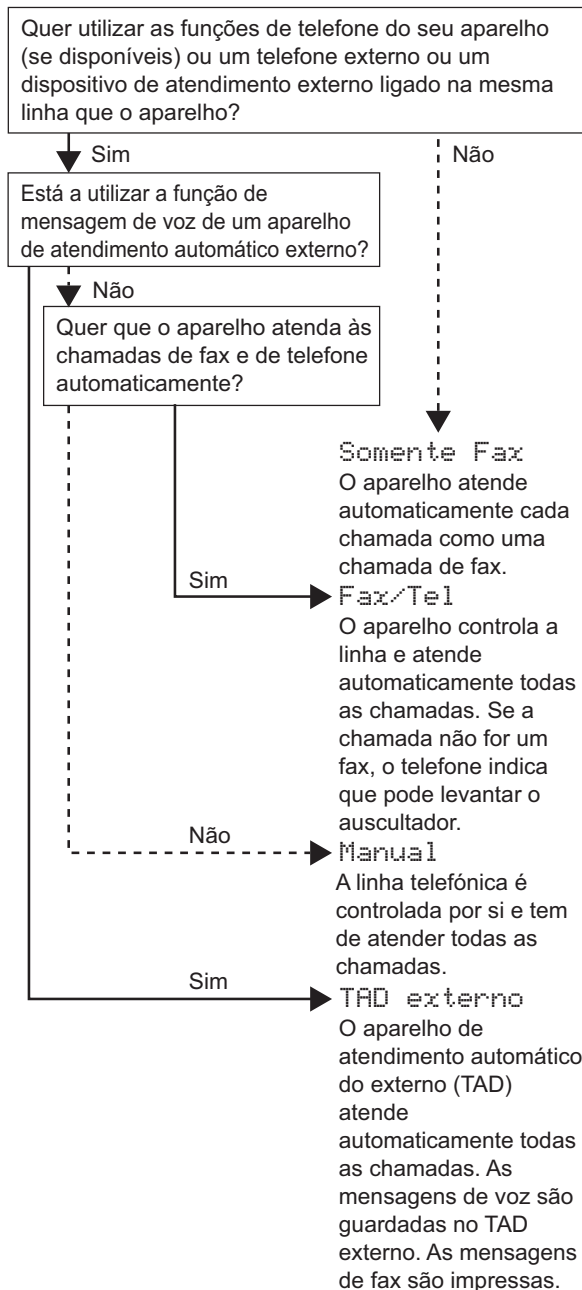 Quer utilizar as funções de telefone do seu aparelho
(se disponíveis) ou um telefone externo ou um
dispositivo de atendimento externo ligado na mesma
linha que o aparelho?
Sim
Não
Está a utilizar a função de
mensagem de voz de um aparelho
de atendimento automático externo?
Não
Quer que o aparelho atenda às
chamadas de fax e de telefone
automaticamente?
Somente Fax
O aparelho atende
automaticamente cada
chamada como uma
chamada de fax.
Sim
Fax/Tel
O aparelho controla a
linha e atende
automaticamente todas
as chamadas. Se a
chamada não for um
fax, o telefone indica
que pode levantar o
auscultador.
Não
Manual
A linha telefónica é
controlada por si e tem
de atender todas as
chamadas.
Sim
TAD externo
O aparelho de
atendimento automático
do externo (TAD)
atende
automaticamente todas
as chamadas. As
mensagens de voz são
guardadas no TAD
externo. As mensagens
de fax são impressas.